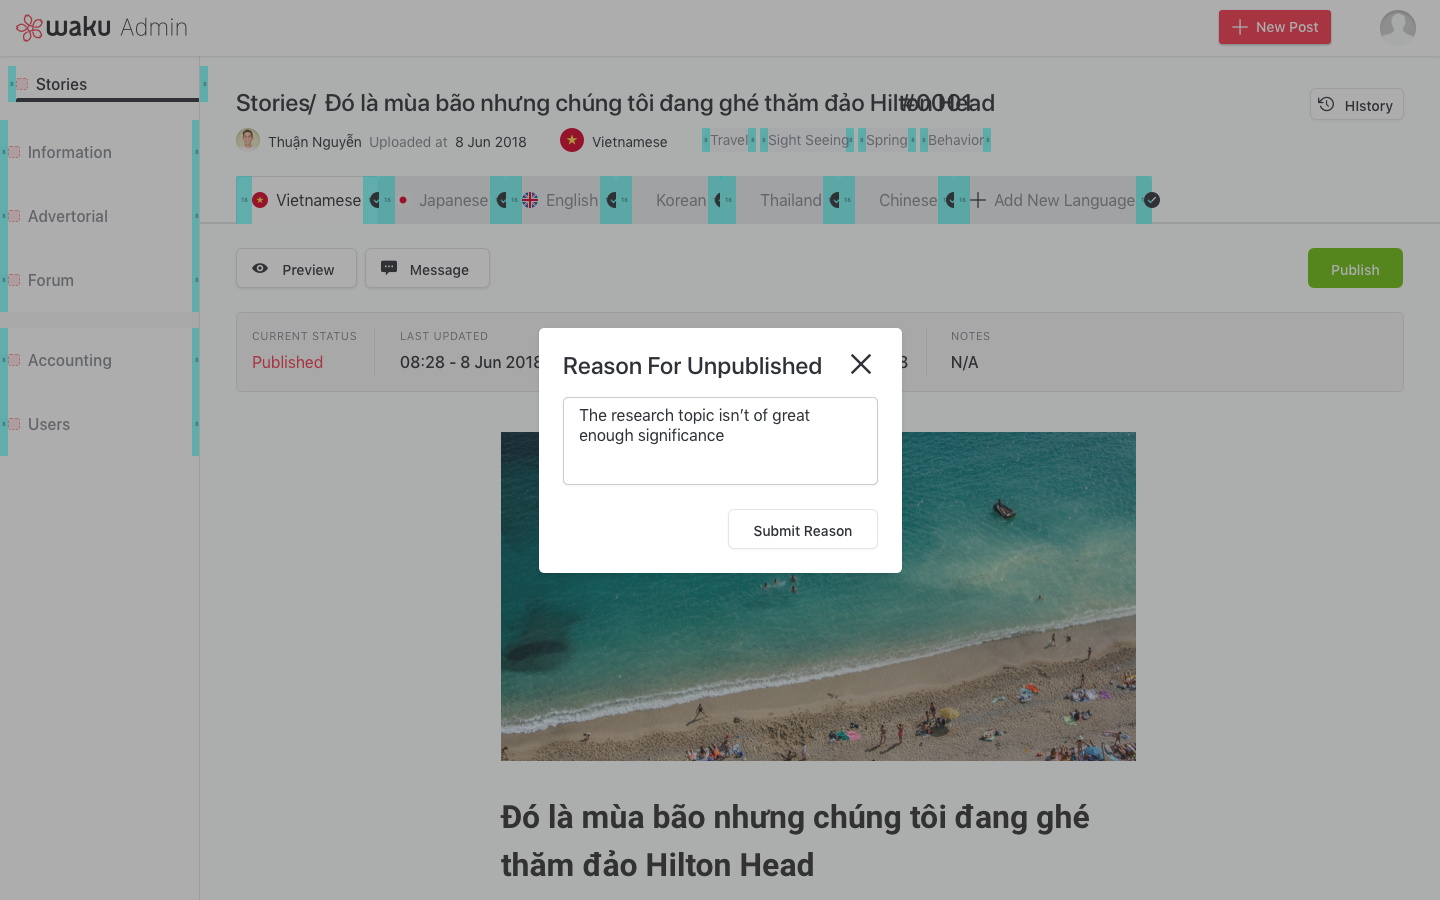 waku Admin
New Post
Stories
Information
Advertorial
Forum
Accounting
Users
Stories/ Đó là mùa bão nhưng chúng tôi đang ghé thăm đảo Hilton Head
#0001
HIstory
Thuận Nguyễn Uploaded at 8 Jun 2018
Vietnamese
Travel
Sight Seeing
Spring
Behavior
Vietnamese
Japanese
English
Korean
Thailand
Chinese
Add New Language
Preview
Message
Publish
CURRENT STATUS
Published
LAST UPDATED
08:28 - 8 Jun 2018
NOTES
N/A
Reason For Unpublished
The research topic isn’t of great
enough significance
Submit Reason
Đó là mùa bão nhưng chúng tôi đang ghé
thăm đảo Hilton Head